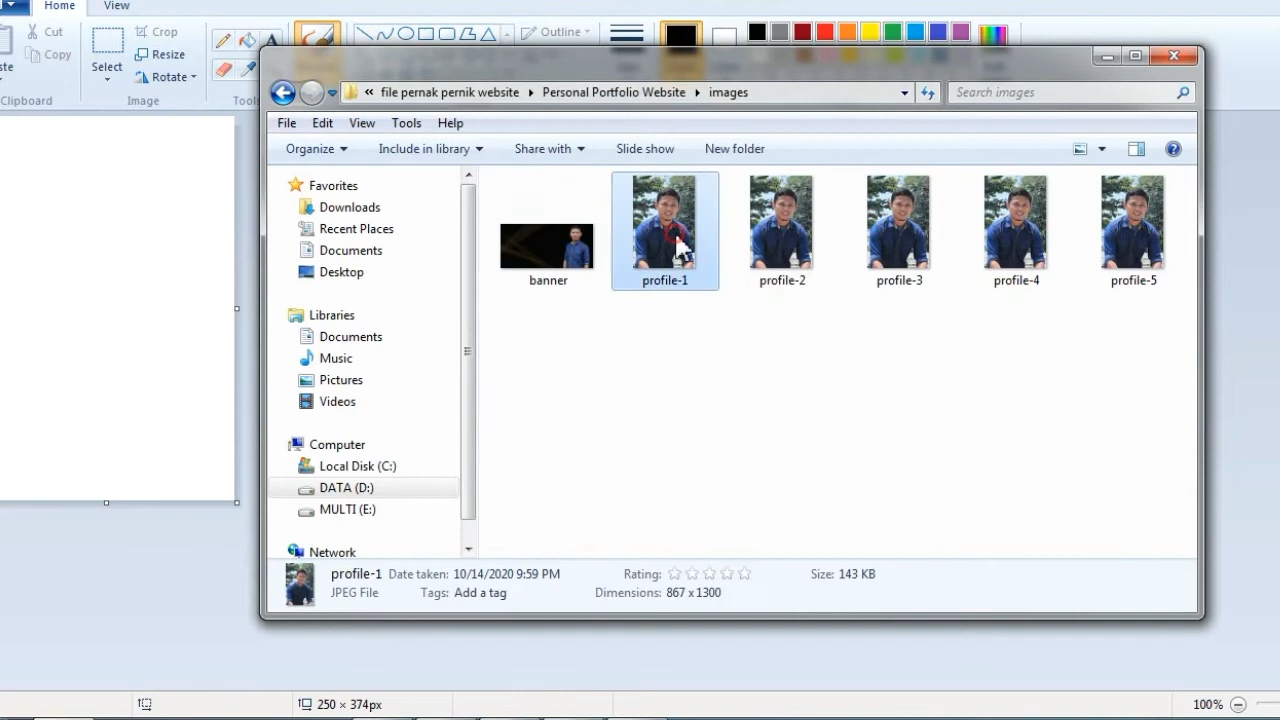 Home
View
Cut
Copy
Clipboard
Select
Crop
Resize
Rotate
Image
Outline
file pernak pernik website
Personal Portfolio Website
images
Search images
File
Edit
View
Tools
Help
Organize
Include in library
Share with
Slide show
New folder
Favorites
Downloads
Recent Places
Documents
Desktop
Libraries
Documents
Music
Pictures
Videos
Computer
Local Disk (C:)
DATA (D:)
MULTI (E:)
Network
banner
profile-1
profile-2
profile-3
profile-4
profile-5
profile-1 Date taken: 10/14/2020 9:59 PM Rating: Size: 143 KB
JPEG File Tags: Add a tag Dimensions: 867 x 1300
250 × 374px
100%